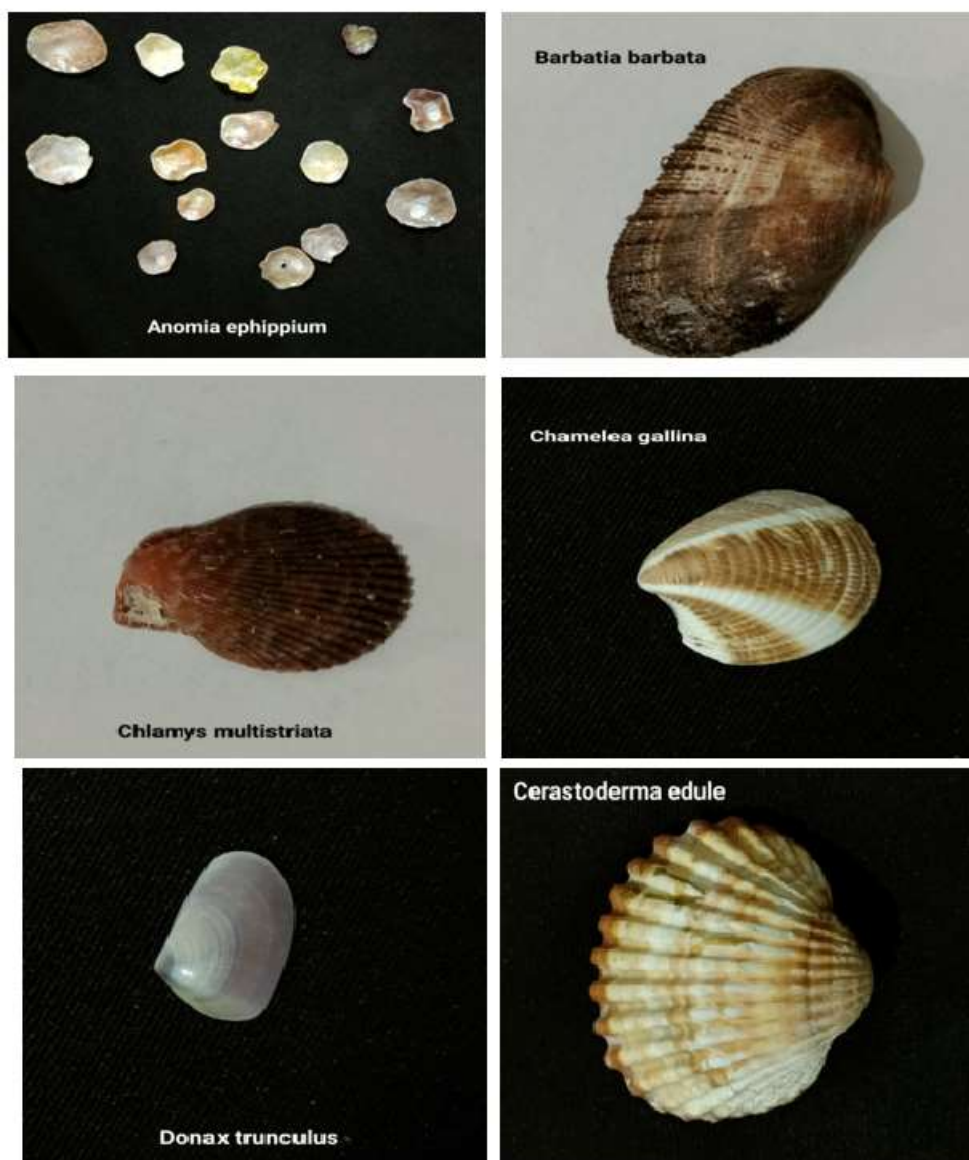 Anomia ephippium
Barbatia barbata
Chlamys multistriata
Chamelea gallina
Donax trunculus
Cerastoderma edule